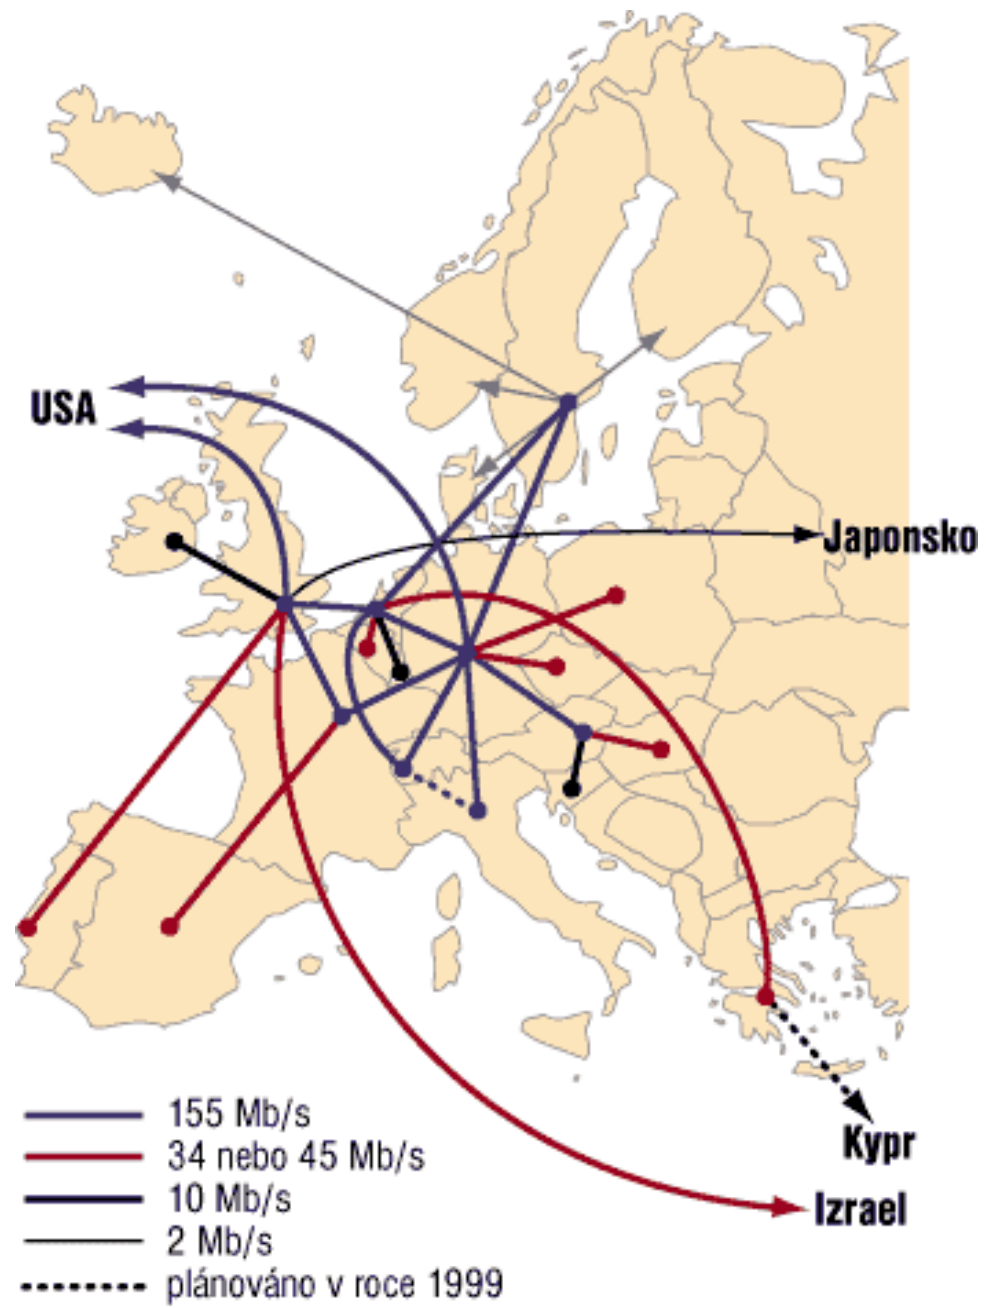 USA
Japonsko
Kypr
Izrael
155 Mb/s
34 nebo 45 Mb/s
10 Mb/s
2 Mb/s
plánováno v roce 1999